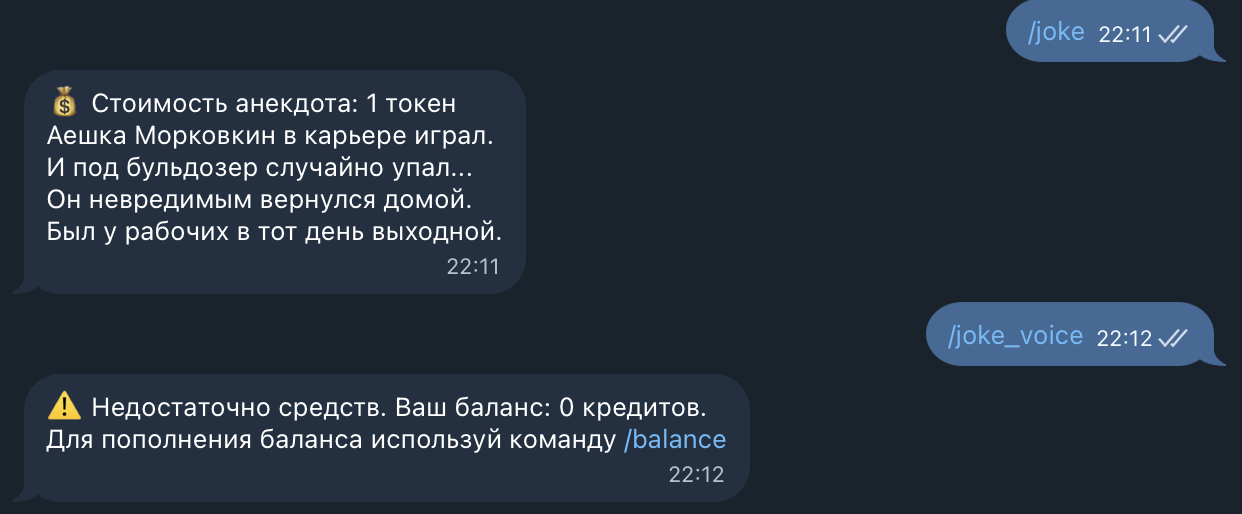 /joke 22:11
💰 Стоимость анекдота: 1 токен
Аешка Морковкин в карьере играл.
И под бульдозер случайно упал...
Он невредимым вернулся домой.
Был у рабочих в тот день выходной.
22:11
/joke_voice 22:12
⚠️ Недостаточно средств. Ваш баланс: 0 кредитов.
Для пополнения баланса используй команду /balance
22:12